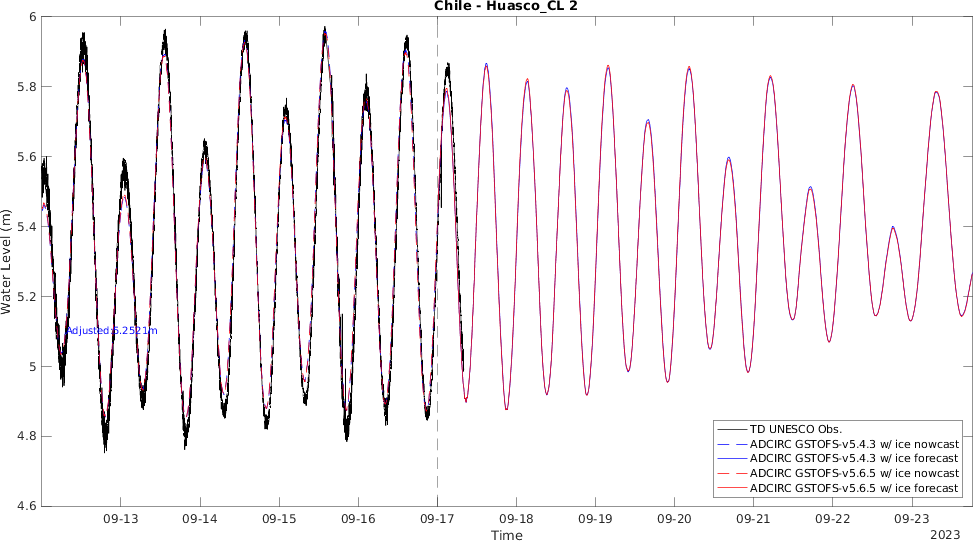 Chile - Huasco_CL 2
6
5.8
5.6
5.4
5.2
5
4.8
4.6
Water Level (m)
Adjusted:5.2521m
TD UNESCO Obs.
ADCIRC GSTOFS-v5.4.3 w/ ice nowcast
ADCIRC GSTOFS-v5.4.3 w/ ice forecast
ADCIRC GSTOFS-v5.6.5 w/ ice nowcast
ADCIRC GSTOFS-v5.6.5 w/ ice forecast
09-13 09-14 09-15 09-16 09-17 09-18 09-19 09-20 09-21 09-22 09-23
Time
2023